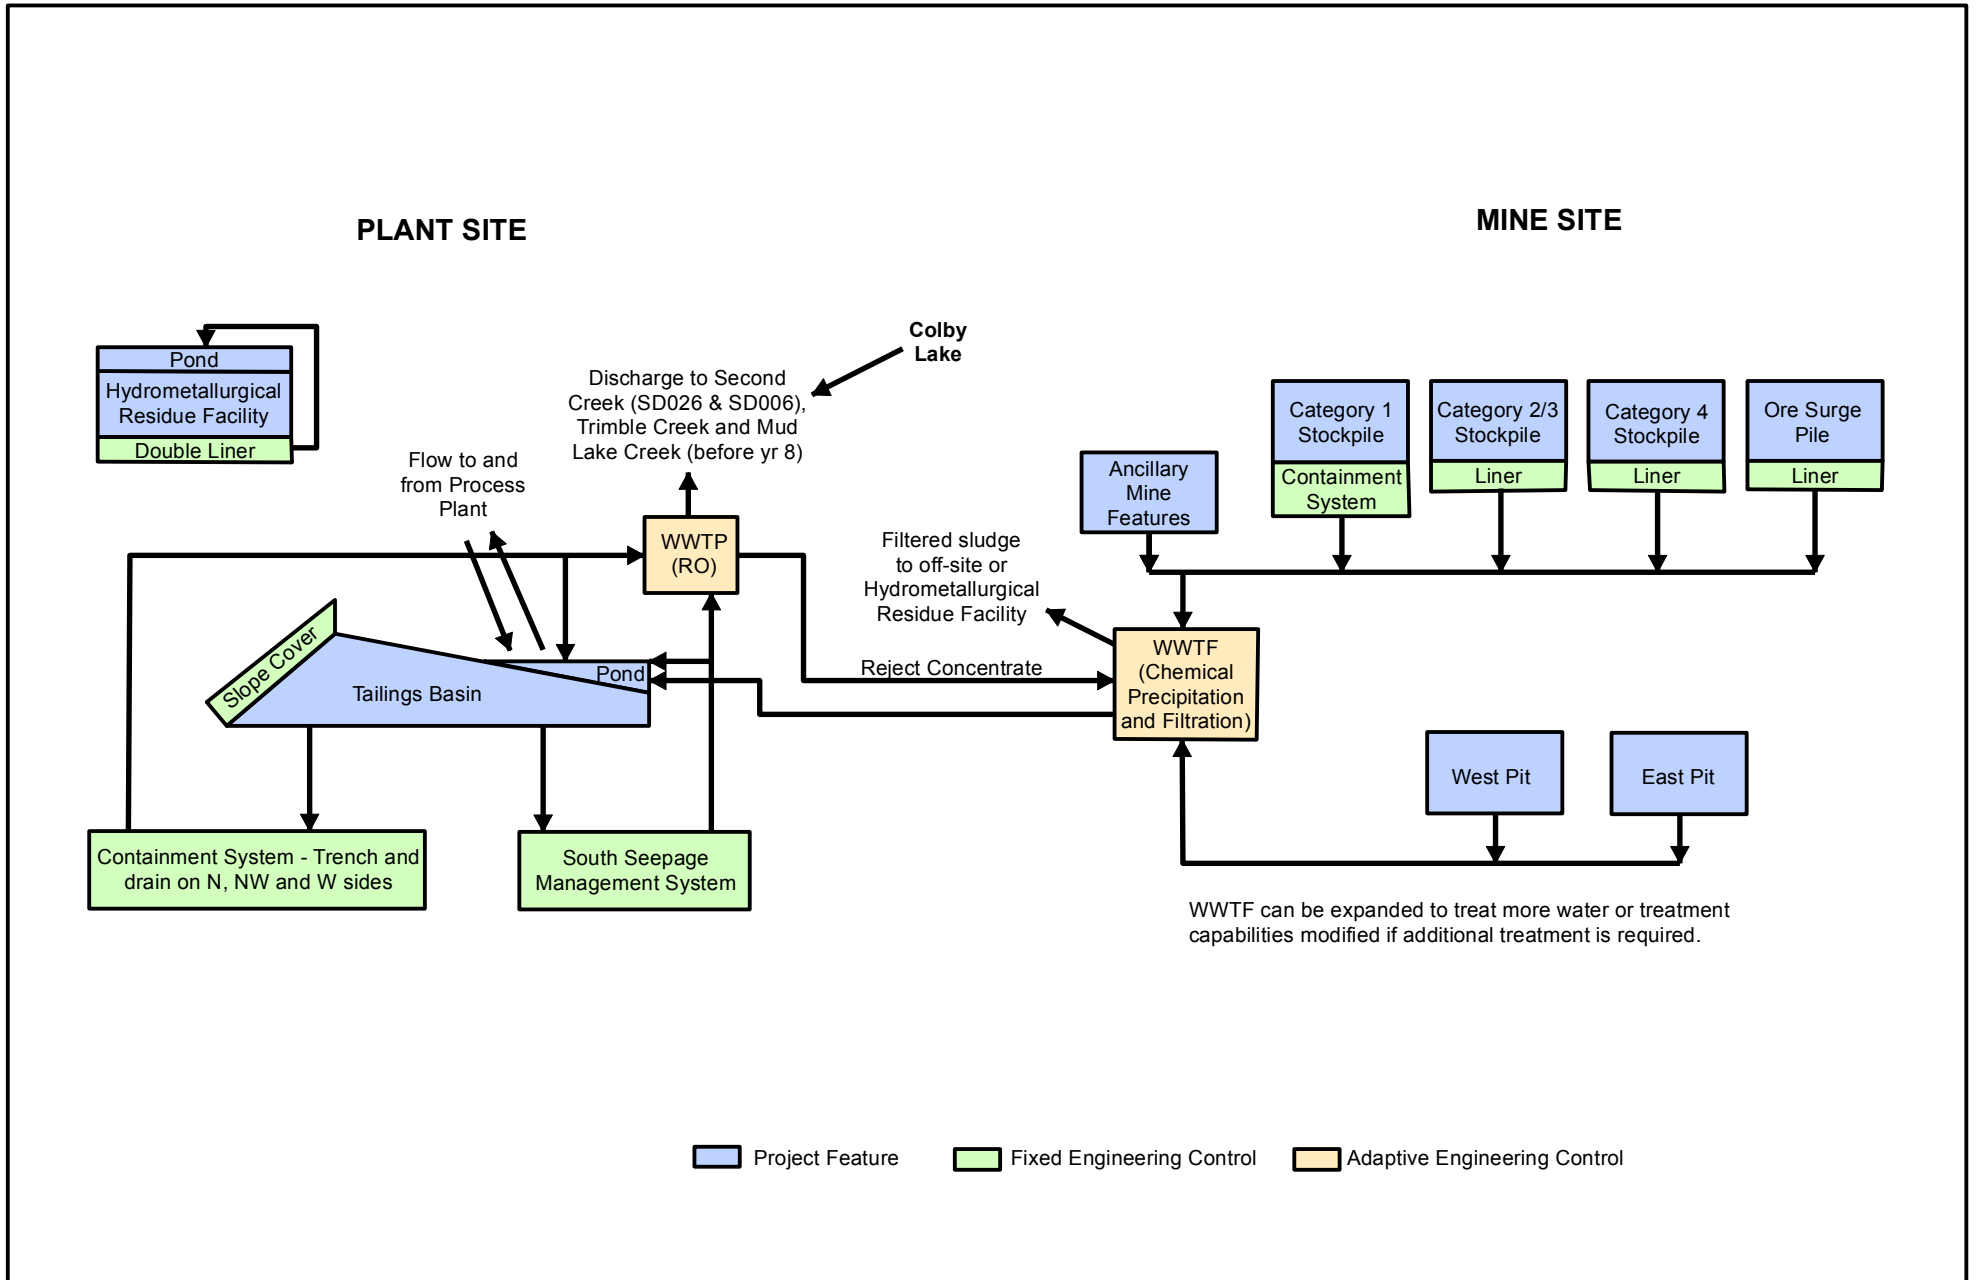 PLANT SITE
MINE SITE
Pond
Hydrometallurgical
Residue Facility
Double Liner
Flow to and
from Process
Plant
Discharge to Second
Creek (SD026 & SD006),
Trimble Creek and Mud
Lake Creek (before yr 8)
Colby
Lake
WWTP
(RO)
Slope Cover
Tailings Basin
Pond
Containment System - Trench and
drain on N, NW and W sides
South Seepage
Management System
Reject Concentrate
Filtered sludge
to off-site or
Hydrometallurgical
Residue Facility
Ancillary
Mine
Features
Category 1
Stockpile
Containment
System
Category 2/3
Stockpile
Liner
Category 4
Stockpile
Liner
Ore Surge
Pile
Liner
WWTF
(Chemical
Precipitation
and Filtration)
West Pit
East Pit
WWTF can be expanded to treat more water or treatment
capabilities modified if additional treatment is required.
Project Feature
Fixed Engineering Control
Adaptive Engineering Control